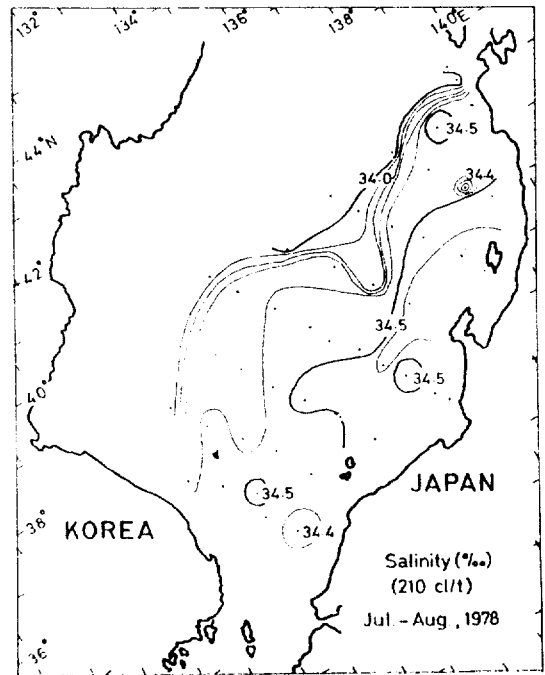 132°
134°
136°
138°
140°E
44°N
42°
40°
38°
36°
34.5
34.0
34.4
34.5
34.5
34.5
34.4
KOREA
JAPAN
Salinity (‰)
(210 cl/t)
Jul.-Aug., 1978